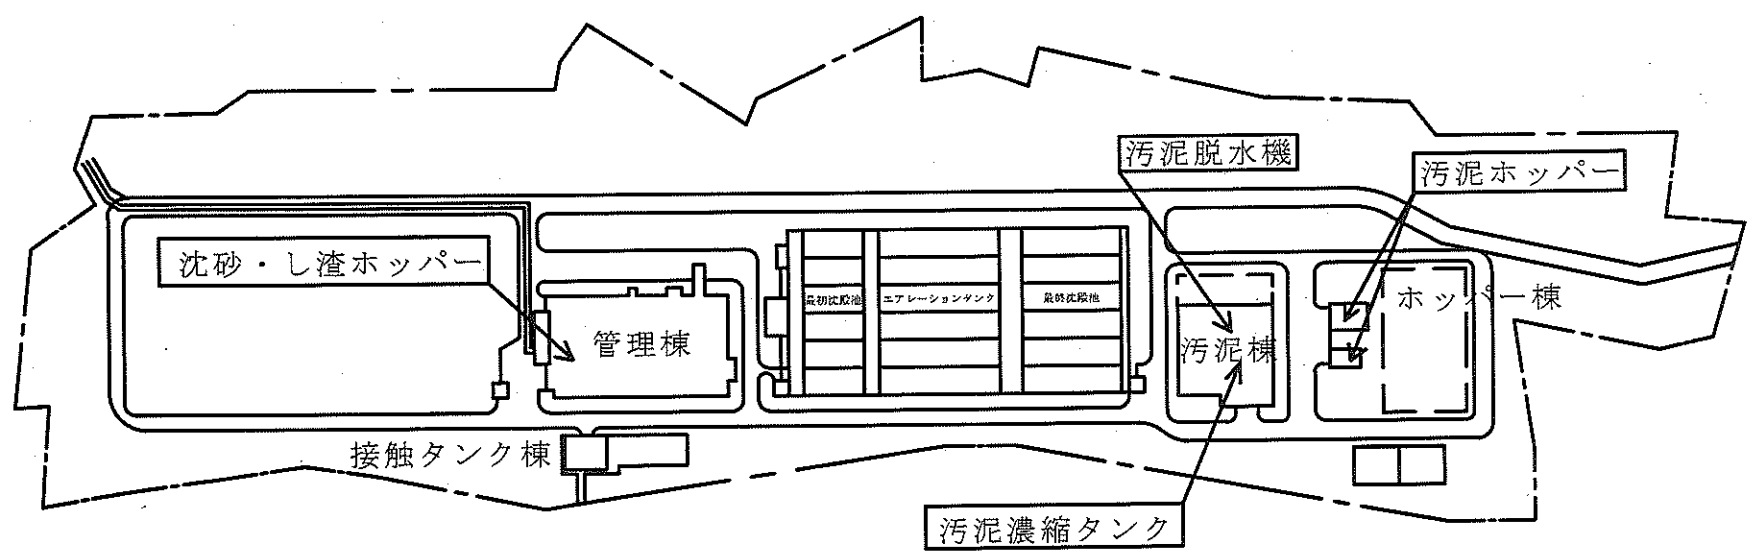 汚泥脱水機
汚泥ホッパー
沈砂・し渣ホッパー
最初沈殿池
エアレーションタンク
最終沈殿池
ホッパー棟
管理棟
汚泥棟
接触タンク棟
汚泥濃縮タンク